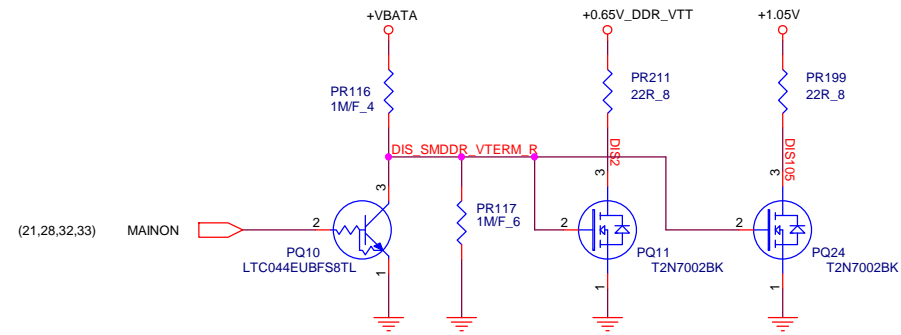 +VBATA
+0.65V_DDR_VTT
+1.05V
PR116
1M/F_4
PR211
22R_8
PR199
22R_8
DIS_SMDDR_VTERM_R
DIS2
DIS105
3
3
3
(21,28,32,33)
MAINON
2
PR117
1M/F_6
2
2
PQ10
LTC044EUBFS8TL
PQ11
T2N7002BK
PQ24
T2N7002BK
1
1
1